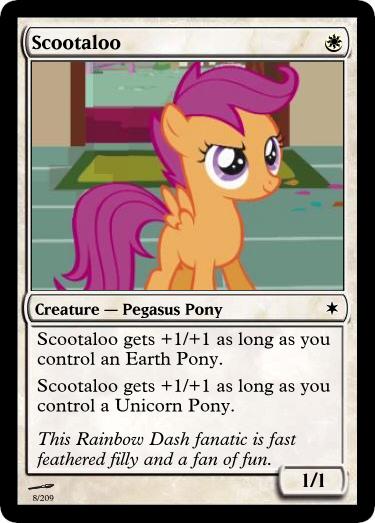 Scootaloo
Creature — Pegasus Pony
Scootaloo gets +1/+1 as long as you
control an Earth Pony.
Scootaloo gets +1/+1 as long as you
control a Unicorn Pony.
This Rainbow Dash fanatic is fast
feathered filly and a fan of fun.
1/1
8/209